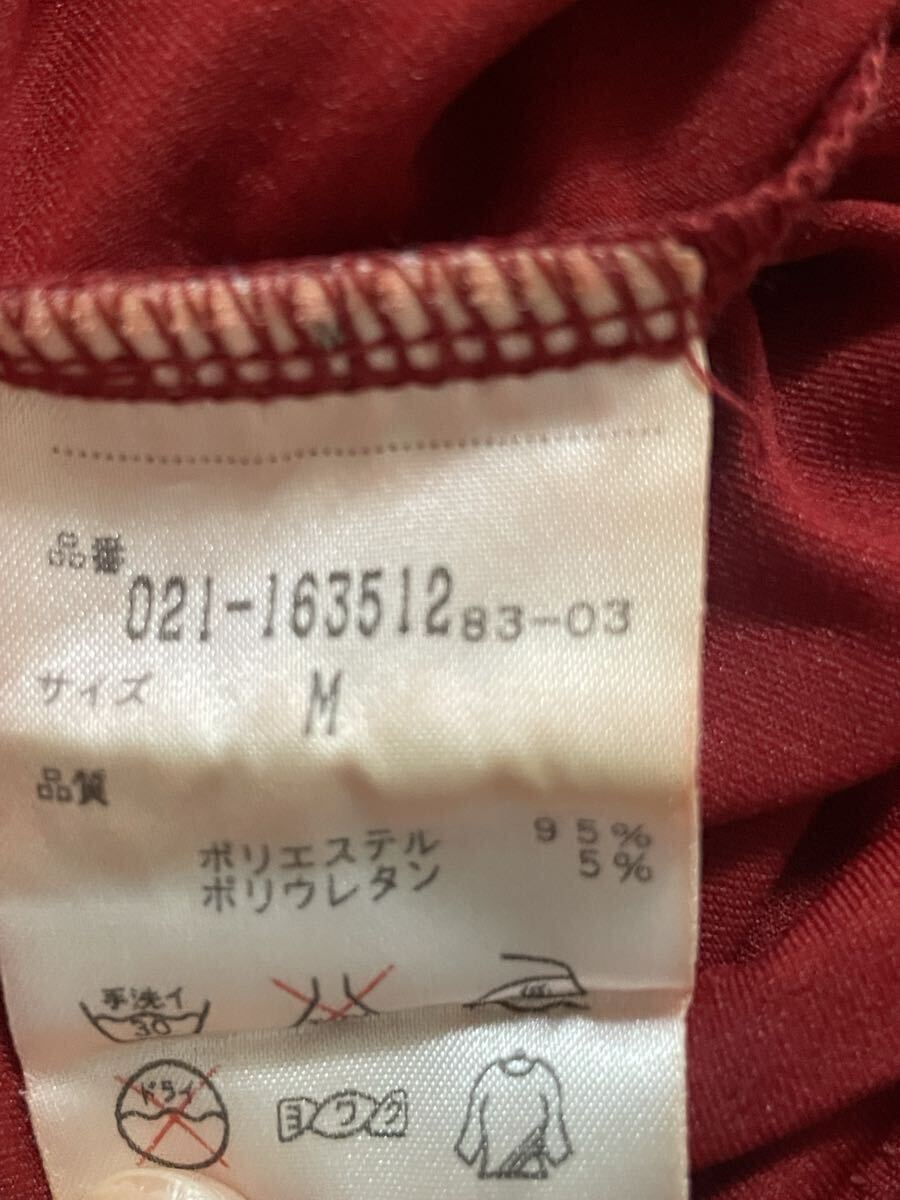 品番
021-163512 83-03
サイズ M
品質
ポリエステル 95%
ポリウレタン 5%
手洗イ
30
ドライ
ヨワク